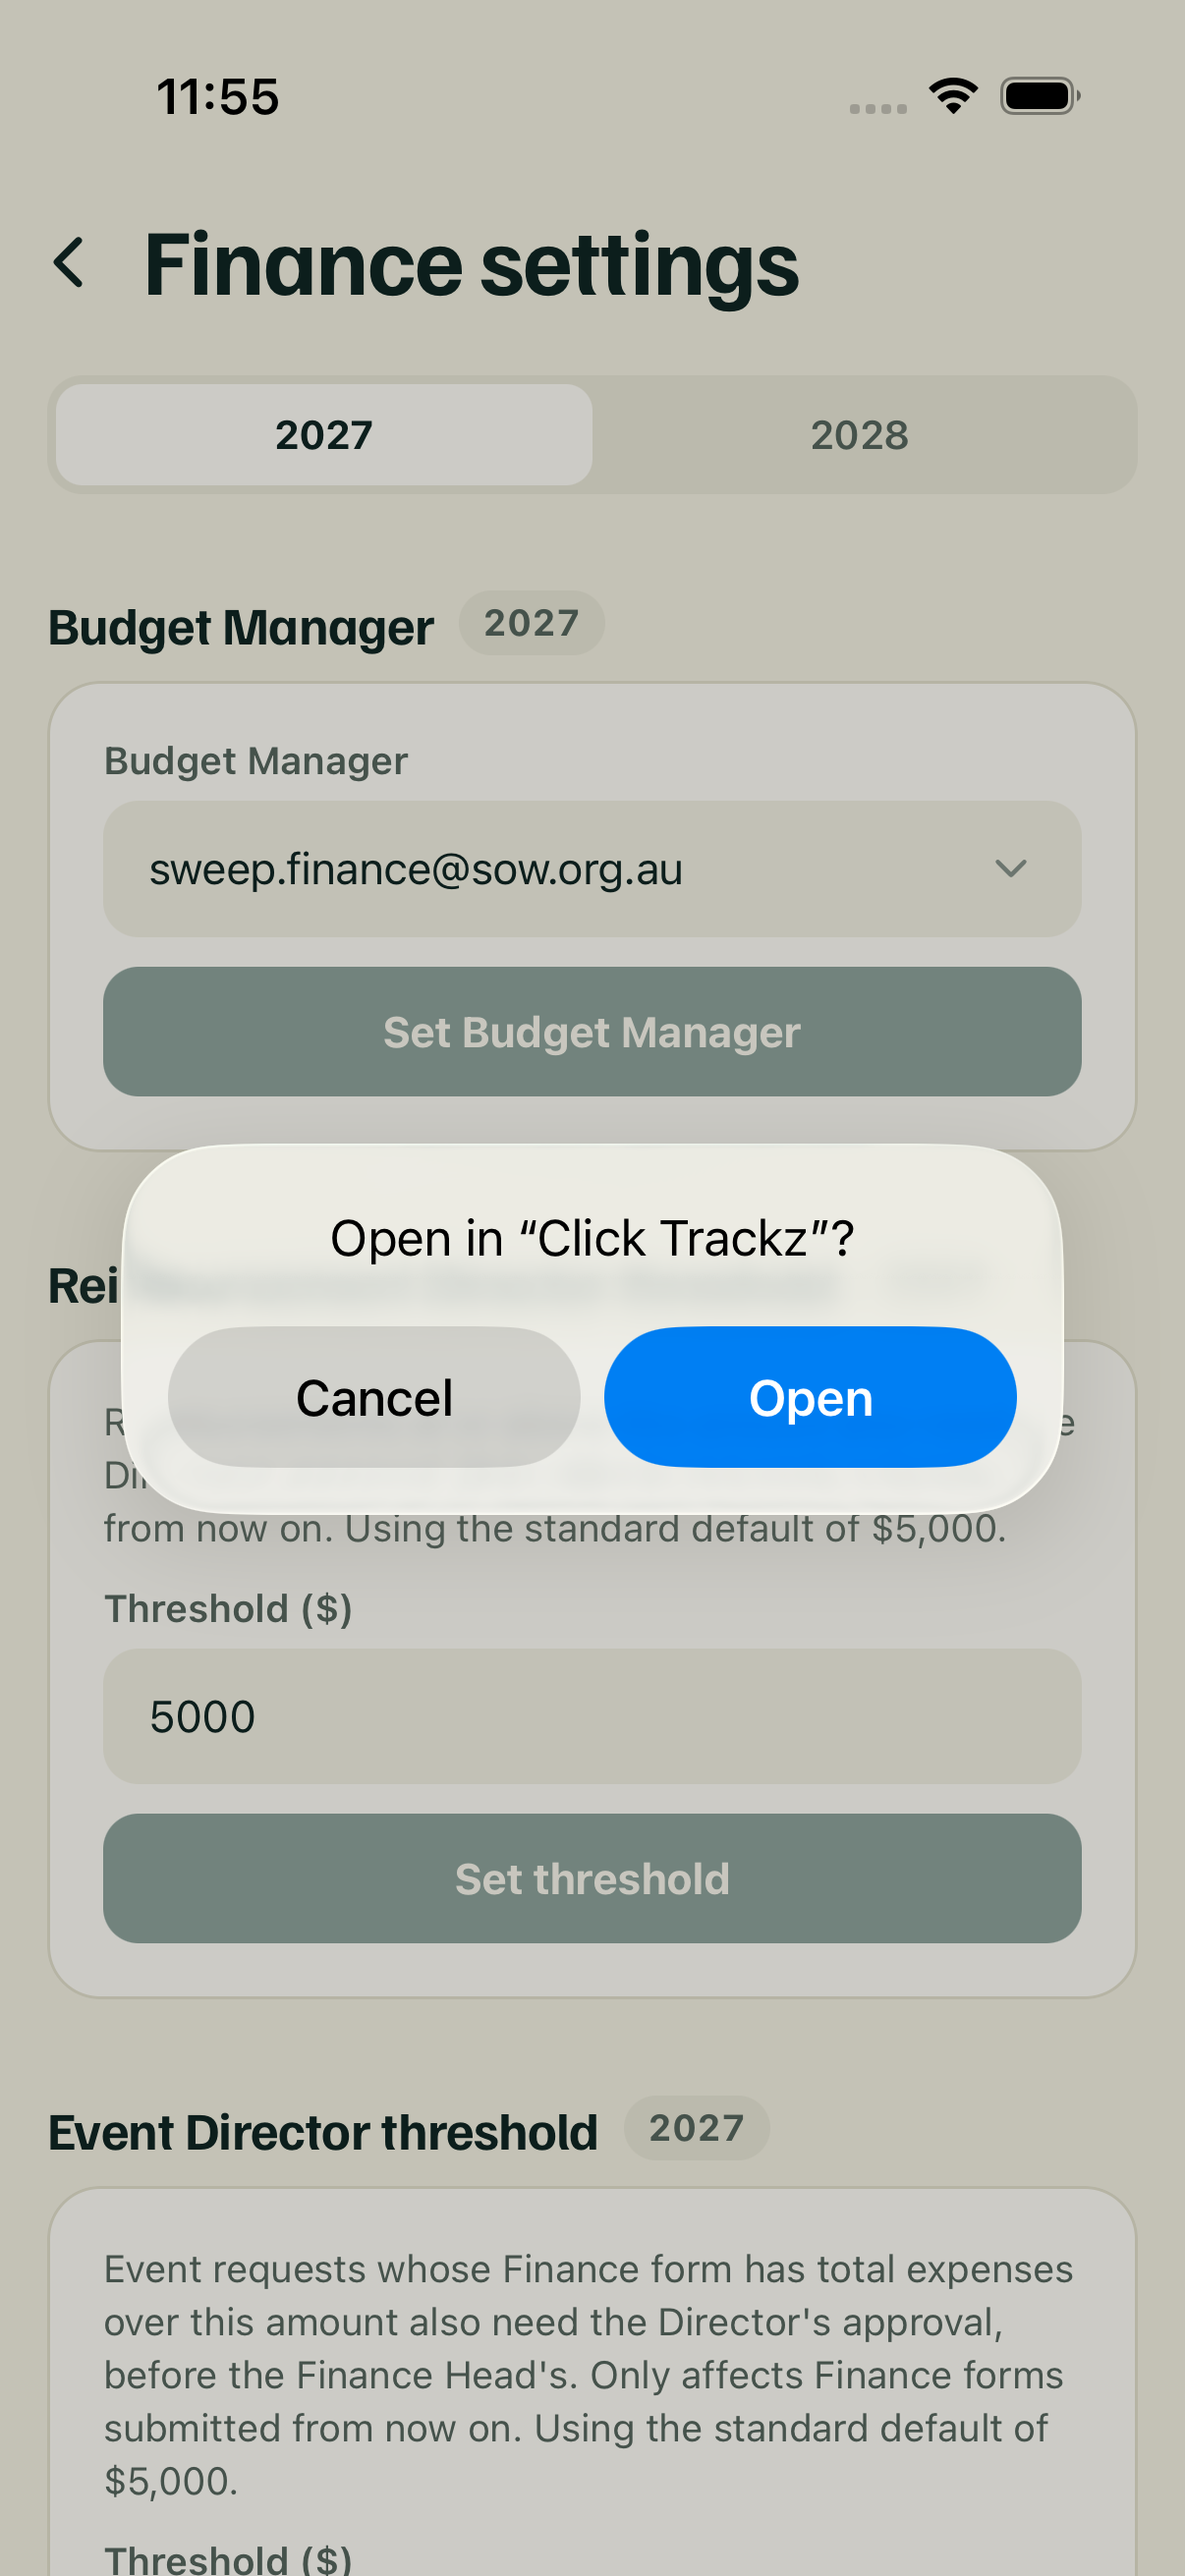 11:55
Finance settings
2027
2028
Budget Manager
2027
Budget Manager
sweep.finance@sow.org.au
Set Budget Manager
Open in “Click Trackz”?
Cancel
Open
from now on. Using the standard default of $5,000.
Threshold ($)
5000
Set threshold
Event Director threshold
2027
Event requests whose Finance form has total expenses
over this amount also need the Director's approval,
before the Finance Head's. Only affects Finance forms
submitted from now on. Using the standard default of
$5,000.
Threshold ($)